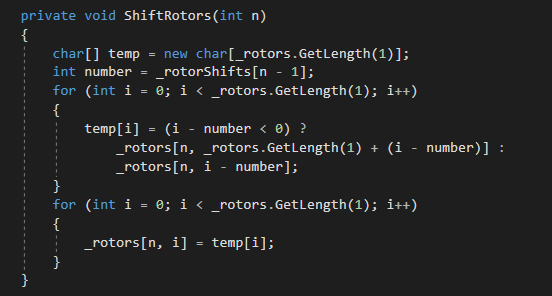 private void ShiftRotors(int n)
{
    char[] temp = new char[_rotors.GetLength(1)];
    int number = _rotorShifts[n - 1];
    for (int i = 0; i < _rotors.GetLength(1); i++)
    {
        temp[i] = (i - number < 0) ?
            _rotors[n, _rotors.GetLength(1) + (i - number)] :
            _rotors[n, i - number];
    }
    for (int i = 0; i < _rotors.GetLength(1); i++)
    {
        _rotors[n, i] = temp[i];
    }
}